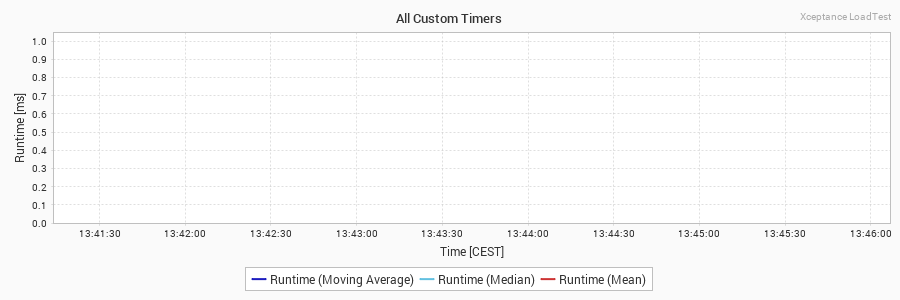 All Custom Timers
Xceptance LoadTest
Runtime [ms]
1.0
0.9
0.8
0.7
0.6
0.5
0.4
0.3
0.2
0.1
0.0
13:41:30 13:42:00 13:42:30 13:43:00 13:43:30 13:44:00 13:44:30 13:45:00 13:45:30 13:46:00
Time [CEST]
Runtime (Moving Average) Runtime (Median) Runtime (Mean)